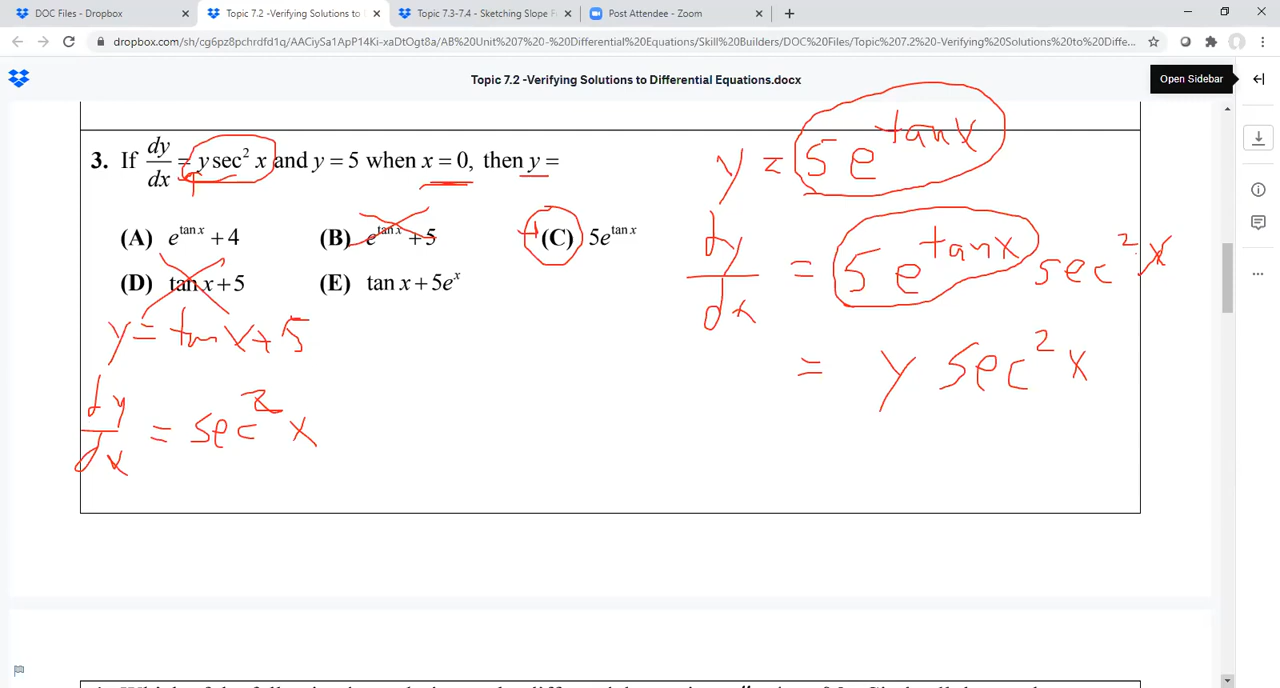 DOC Files - Dropbox
Topic 7.2 -Verifying Solutions to
Topic 7.3-7.4 - Sketching Slope F
Post Attendee - Zoom
dropbox.com/sh/cg6pz8pchrdfd1q/AACiySa1ApP14Ki-xaDtOgt8a/AB%20Unit%207%20-%20Differential%20Equations/Skill%20Builders/DOC%20Files/Topic%207.2%20-Verifying%20Solutions%20to%20Diffe...
Topic 7.2 -Verifying Solutions to Differential Equations.docx
Open Sidebar
3. If dy/dx = y sec² x and y = 5 when x = 0, then y =
(A) e^(tan x) + 4 (B) e^(tan x) + 5 (C) 5e^(tan x)
(D) tan x + 5 (E) tan x + 5e^x
y = tan x + 5
dy/dx = sec² x
y = 5 e^(tan x)
dy/dx = 5 e^(tan x) sec² x
= y sec² x